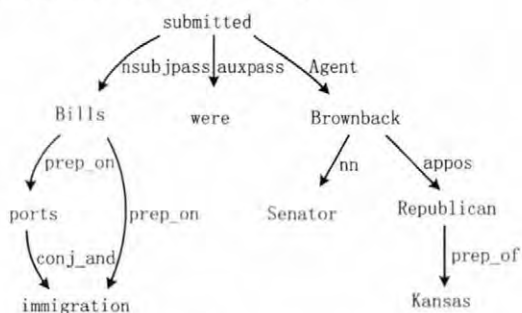 submitted
nsubjpass auxpass Agent
Bills were Brownback
prep_on nn appos
ports prep_on Senator Republican
conj_and prep_of
immigration Kansas